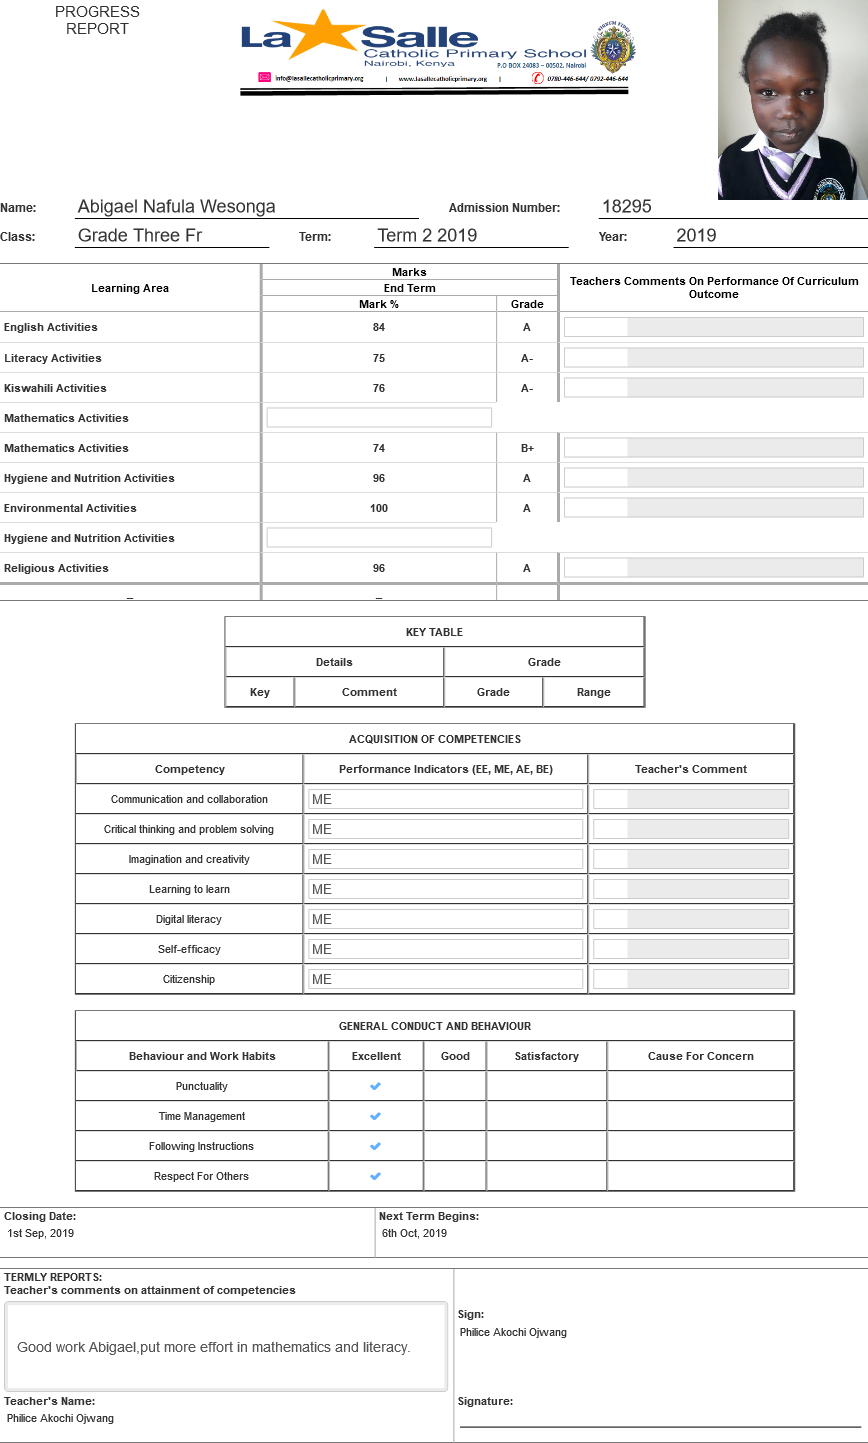 PROGRESS
REPORT
La Salle
Catholic Primary School
Nairobi, Kenya
P.O BOX 24083 – 00502, Nairobi
info@lasallecatholicprimary.org | www.lasallecatholicprimary.org | 0780-446-644/ 0792-446-644
Name: Abigael Nafula Wesonga Admission Number: 18295
Class: Grade Three Fr Term: Term 2 2019 Year: 2019
Learning Area Marks Teachers Comments On Performance Of Curriculum Outcome
End Term
Mark % Grade
English Activities 84 A
Literacy Activities 75 A-
Kiswahili Activities 76 A-
Mathematics Activities
Mathematics Activities 74 B+
Hygiene and Nutrition Activities 96 A
Environmental Activities 100 A
Hygiene and Nutrition Activities
Religious Activities 96 A
_ _
KEY TABLE
Details Grade
Key Comment Grade Range
ACQUISITION OF COMPETENCIES
Competency Performance Indicators (EE, ME, AE, BE) Teacher's Comment
Communication and collaboration ME
Critical thinking and problem solving ME
Imagination and creativity ME
Learning to learn ME
Digital literacy ME
Self-efficacy ME
Citizenship ME
GENERAL CONDUCT AND BEHAVIOUR
Behaviour and Work Habits Excellent Good Satisfactory Cause For Concern
Punctuality ✔
Time Management ✔
Following Instructions ✔
Respect For Others ✔
Closing Date: Next Term Begins:
1st Sep, 2019 6th Oct, 2019
TERMLY REPORTS:
Teacher's comments on attainment of competencies
Good work Abigael,put more effort in mathematics and literacy.
Sign:
Philice Akochi Ojwang
Teacher's Name: Signature:
Philice Akochi Ojwang